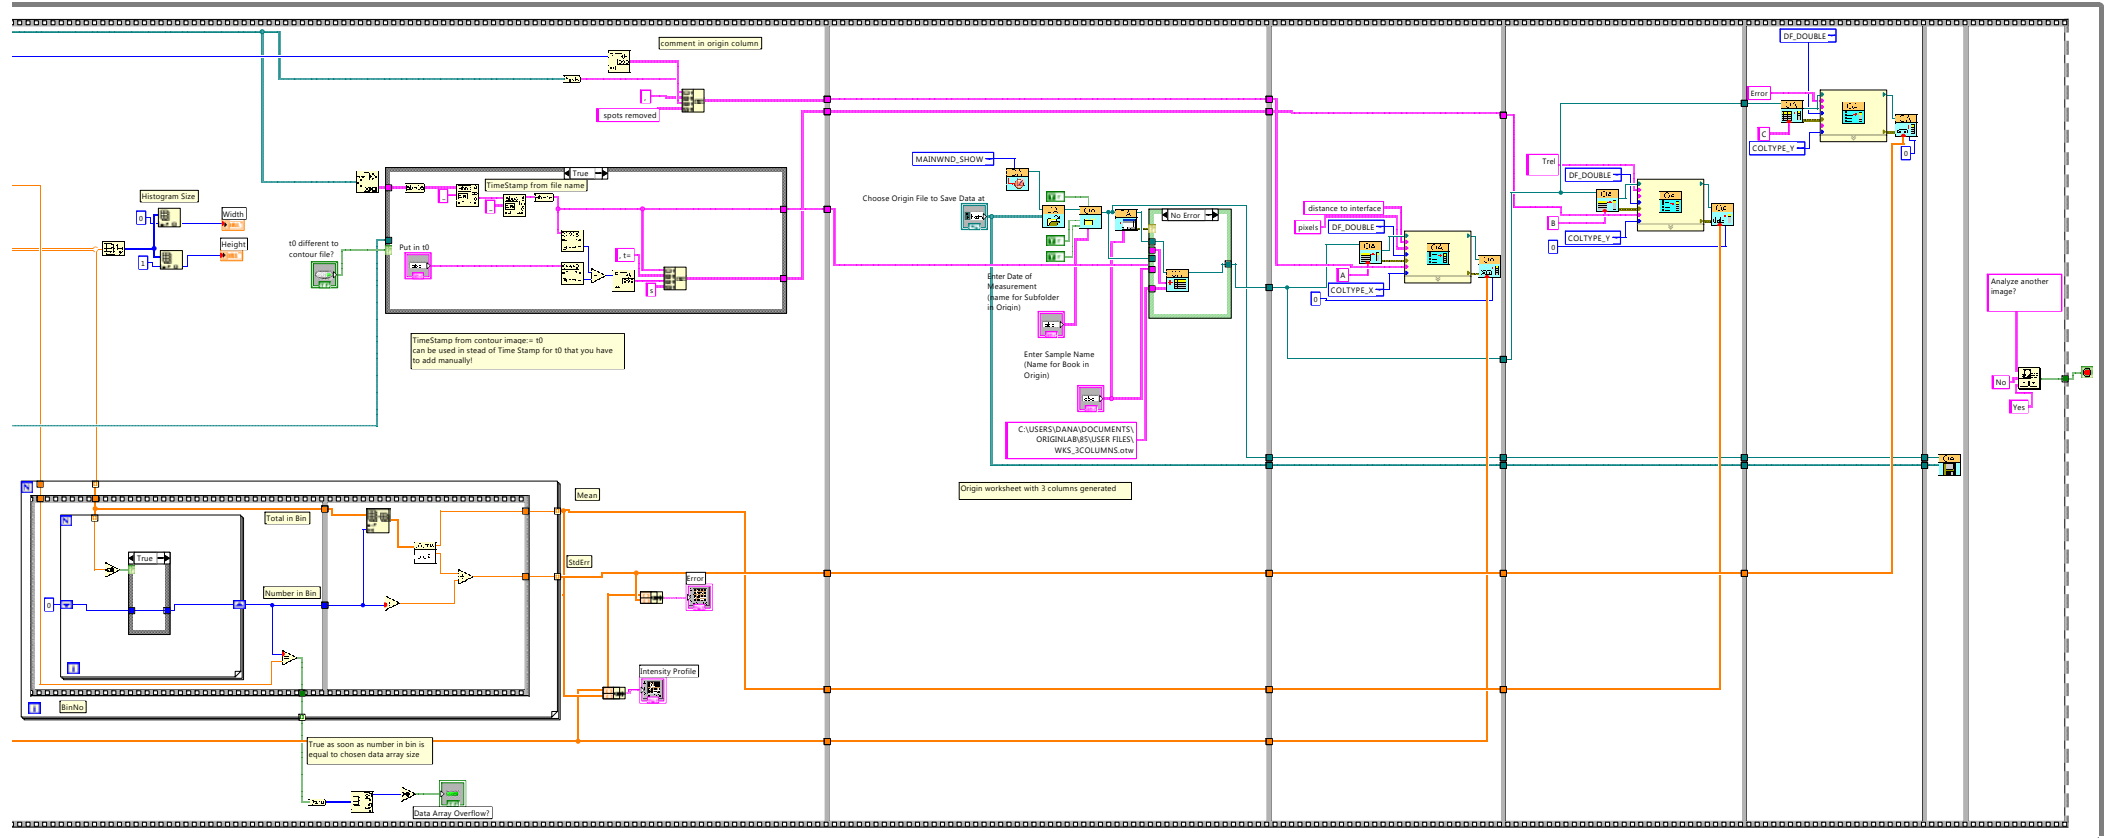 comment in origin column
,
spots removed
True
TimeStamp from file name
Histogram Size
0
Width
Height
1
t0 different to
contour file?
Put in t0
, t=
s
TimeStamp from contour image:= t0
can be used in stead of Time Stamp for t0 that you have
to add manually!
MAINWND_SHOW
Choose Origin File to Save Data at
No Error
Enter Date of
Measurement
(name for Subfolder
in Origin)
Enter Sample Name
(Name for Book in
Origin)
C:\USERS\DANA\DOCUMENTS\
ORIGINLAB\85\USER FILES\
WKS_3COLUMNS.otw
Origin worksheet with 3 columns generated
distance to interface
pixels
DF_DOUBLE
A
COLTYPE_X
0
Trel
DF_DOUBLE
B
COLTYPE_Y
0
DF_DOUBLE
Error
C
COLTYPE_Y
0
Analyze another
image?
No
Yes
N
N
Total in Bin
True
Number in Bin
0
i
i
BinNo
Mean
StdErr
Error
Intensity Profile
True as soon as number in bin is
equal to chosen data array size
Data Array Overflow?